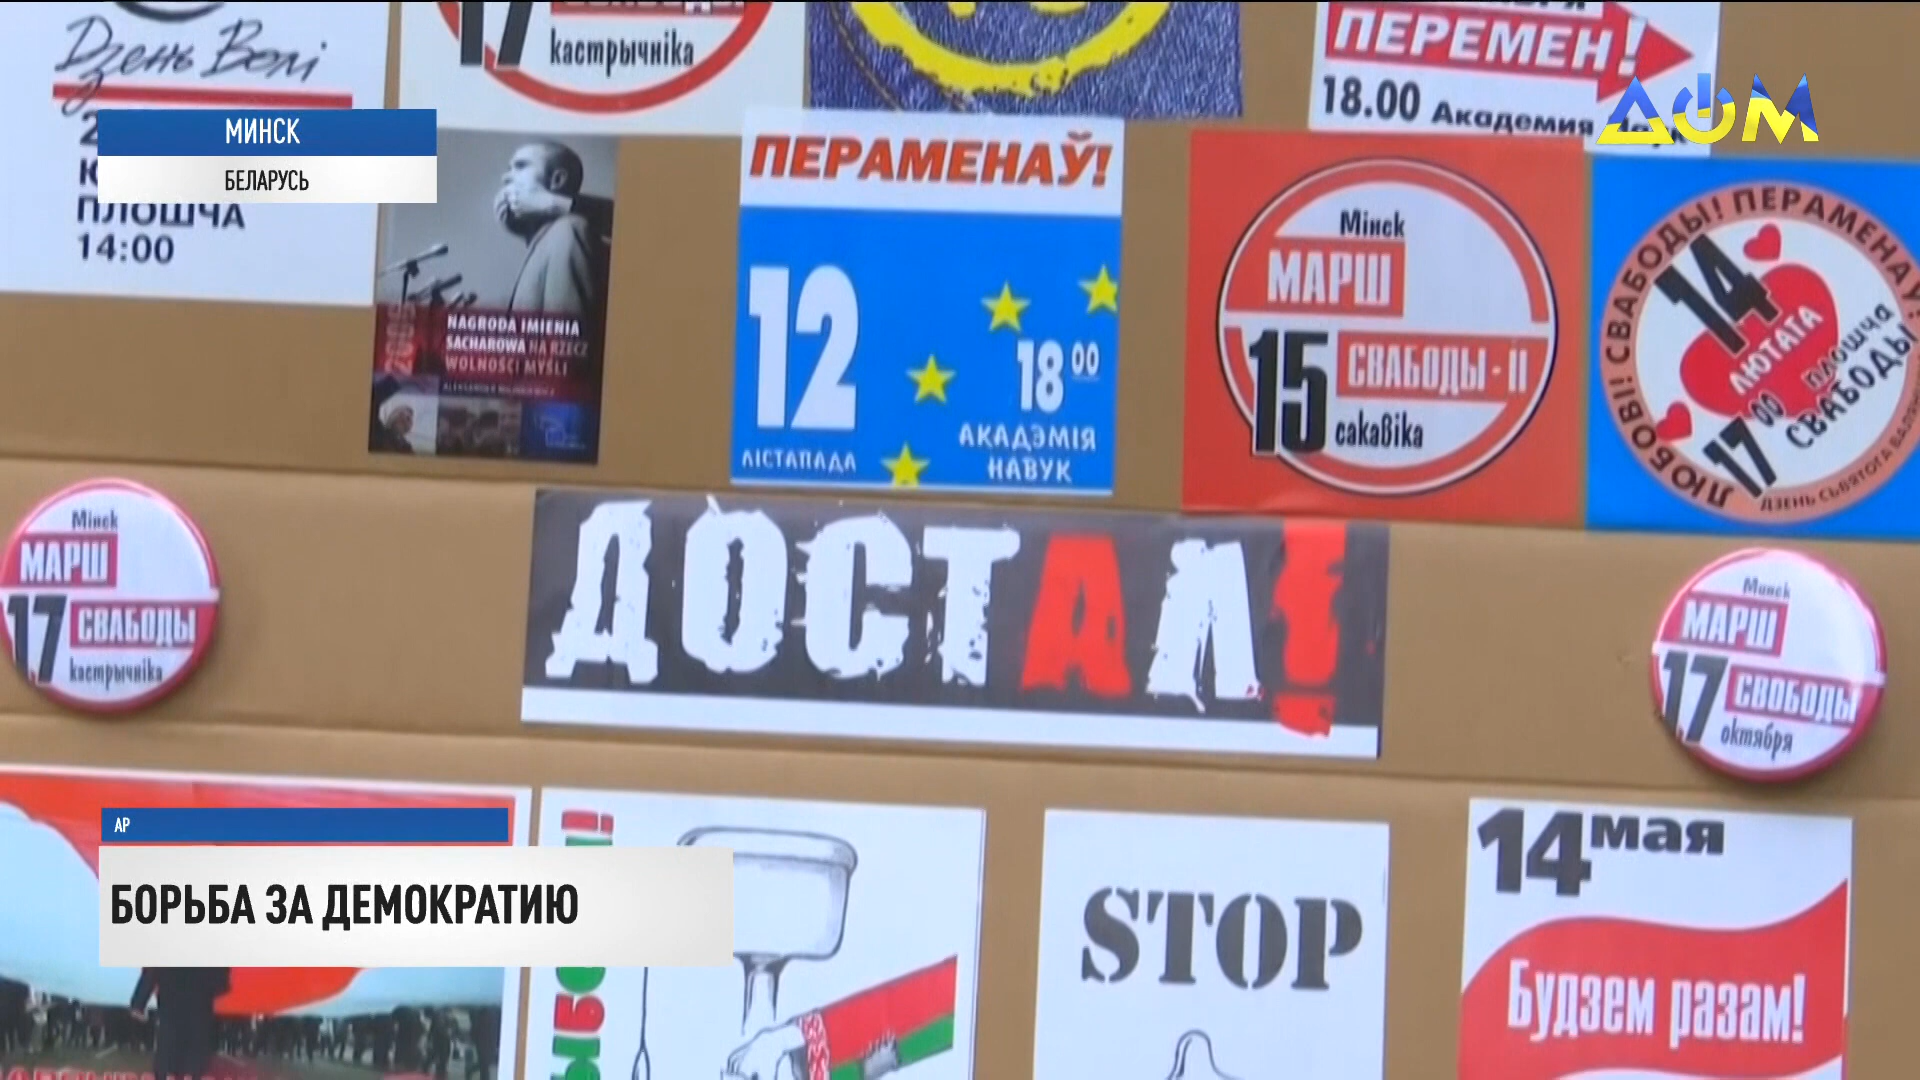 Дзень Волі
ПЛОШЧА
14:00
17
кастрычніка
ПЕРЕМЕН!
18.00 Академия
ДОМ
МИНСК
БЕЛАРУСЬ
NAGRODA IMIENIA
SACHAROWA NA RZECZ
WOLNOŚCI MYŚLI
ПЕРАМЕНАЎ!
12
ЛІСТАПАДА
18 00
АКАДЭМІЯ
НАВУК
Мінск
МАРШ
15 СВАБОДЫ - II
сакавіка
ЛЮБОВІ! СВАБОДЫ! ПЕРАМЕНАЎ!
14
ЛЮТАГА
17 00
ПЛОШЧА
СВАБОДЫ
Мінск
МАРШ
17 СВАБОДЫ
кастрычніка
ДОСТАЛ!
Минск
МАРШ
17 СВОБОДЫ
октября
AP
БОРЬБА ЗА ДЕМОКРАТИЮ
STOP
14 мая
Будзем разам!